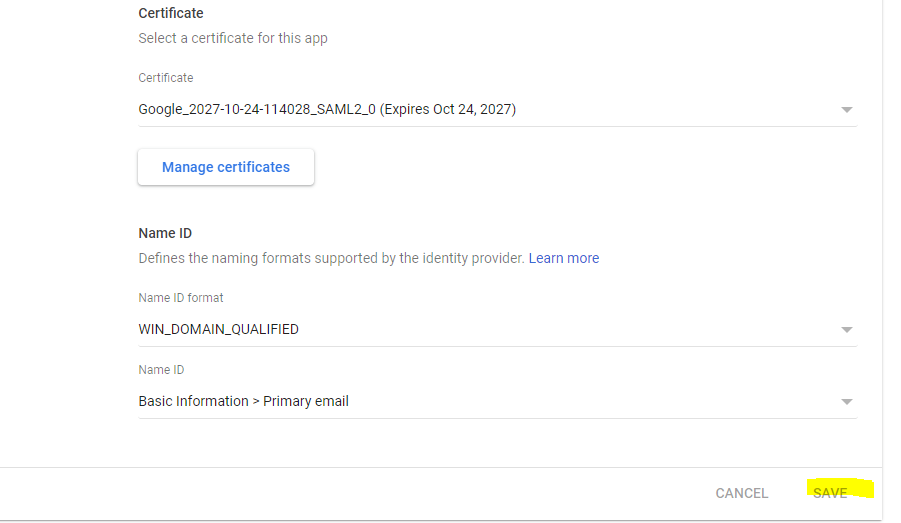 Certificate
Select a certificate for this app
Certificate
Google_2027-10-24-114028_SAML2_0 (Expires Oct 24, 2027)
Manage certificates
Name ID
Defines the naming formats supported by the identity provider. Learn more
Name ID format
WIN_DOMAIN_QUALIFIED
Name ID
Basic Information > Primary email
CANCEL SAVE